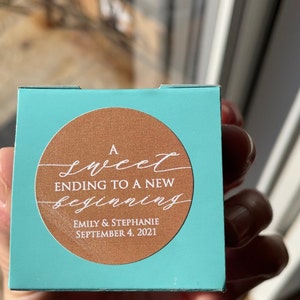 A
sweet
ENDING TO A NEW
beginning
EMILY & STEPHANIE
SEPTEMBER 4, 2021